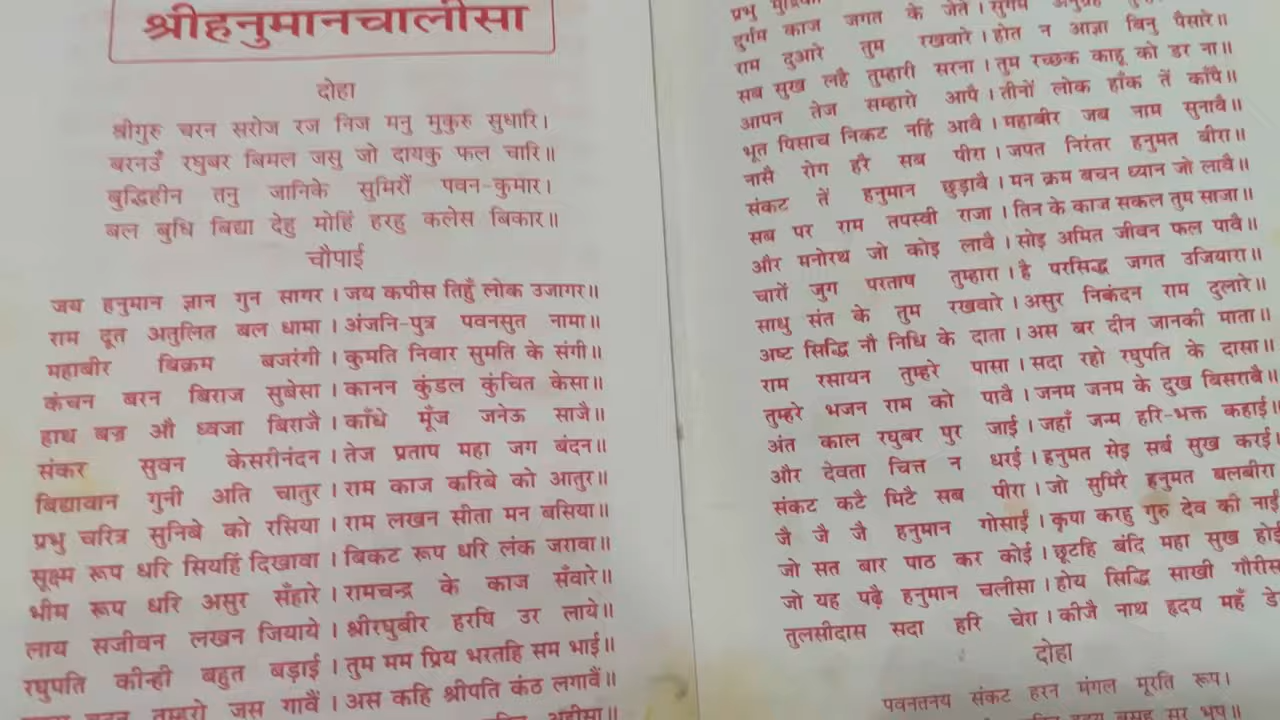 श्रीहनुमानचालीसा
दोहा
श्रीगुरु चरन सरोज रज निज मनु मुकुरु सुधारि।
बरनउँ रघुबर बिमल जसु जो दायकु फल चारि॥
बुद्धिहीन तनु जानिके सुमिरौं पवन-कुमार।
बल बुधि बिद्या देहु मोहिं हरहु कलेस बिकार॥
चौपाई
जय हनुमान ज्ञान गुन सागर। जय कपीस तिहुँ लोक उजागर॥
राम दूत अतुलित बल धामा। अंजनि-पुत्र पवनसुत नामा॥
महाबीर बिक्रम बजरंगी। कुमति निवार सुमति के संगी॥
कंचन बरन बिराज सुबेसा। कानन कुंडल कुंचित केसा॥
हाथ बज्र औ ध्वजा बिराजै। काँधे मूँज जनेऊ साजै॥
संकर सुवन केसरीनंदन। तेज प्रताप महा जग बंदन॥
बिद्यावान गुनी अति चातुर। राम काज करिबे को आतुर॥
प्रभु चरित्र सुनिबे को रसिया। राम लखन सीता मन बसिया॥
सूक्ष्म रूप धरि सियहिं दिखावा। बिकट रूप धरि लंक जरावा॥
भीम रूप धरि असुर सँहारे। रामचन्द्र के काज सँवारे॥
लाय सजीवन लखन जियाये। श्रीरघुबीर हरषि उर लाये॥
रघुपति कीन्ही बहुत बड़ाई। तुम मम प्रिय भरतहि सम भाई॥
तुम्हरो जस गावैं। अस कहि श्रीपति कंठ लगावैं॥
अहीसा॥
प्रभु
दुर्गम काज जगत के जेते। सुगम अनुग्रह
राम दुआरे तुम रखवारे। होत न आज्ञा बिनु पैसारे॥
सब सुख लहै तुम्हारी सरना। तुम रच्छक काहू को डर ना॥
आपन तेज सम्हारो आपै। तीनों लोक हाँक तें काँपै॥
भूत पिसाच निकट नहिं आवै। महाबीर जब नाम सुनावै॥
नासै रोग हरै सब पीरा। जपत निरंतर हनुमत बीरा॥
संकट तें हनुमान छुड़ावै। मन क्रम बचन ध्यान जो लावै॥
सब पर राम तपस्वी राजा। तिन के काज सकल तुम साजा॥
और मनोरथ जो कोइ लावै। सोइ अमित जीवन फल पावै॥
चारों जुग परताप तुम्हारा। है परसिद्ध जगत उजियारा॥
साधु संत के तुम रखवारे। असुर निकंदन राम दुलारे॥
अष्ट सिद्धि नौ निधि के दाता। अस बर दीन जानकी माता॥
राम रसायन तुम्हरे पासा। सदा रहो रघुपति के दासा॥
तुम्हरे भजन राम को पावै। जनम जनम के दुख बिसरावै॥
अंत काल रघुबर पुर जाई। जहाँ जन्म हरि-भक्त कहाई॥
और देवता चित्त न धरई। हनुमत सेइ सर्ब सुख करई॥
संकट कटै मिटै सब पीरा। जो सुमिरै हनुमत बलबीरा
जै जै जै हनुमान गोसाईं। कृपा करहु गुरु देव की नाईं
जो सत बार पाठ कर कोई। छूटहि बंदि महा सुख होई
जो यह पढ़ै हनुमान चलीसा। होय सिद्धि साखी गौरीस
तुलसीदास सदा हरि चेरा। कीजै नाथ हृदय महँ डे
दोहा
पवनतनय संकट हरन मंगल मूरति रूप।